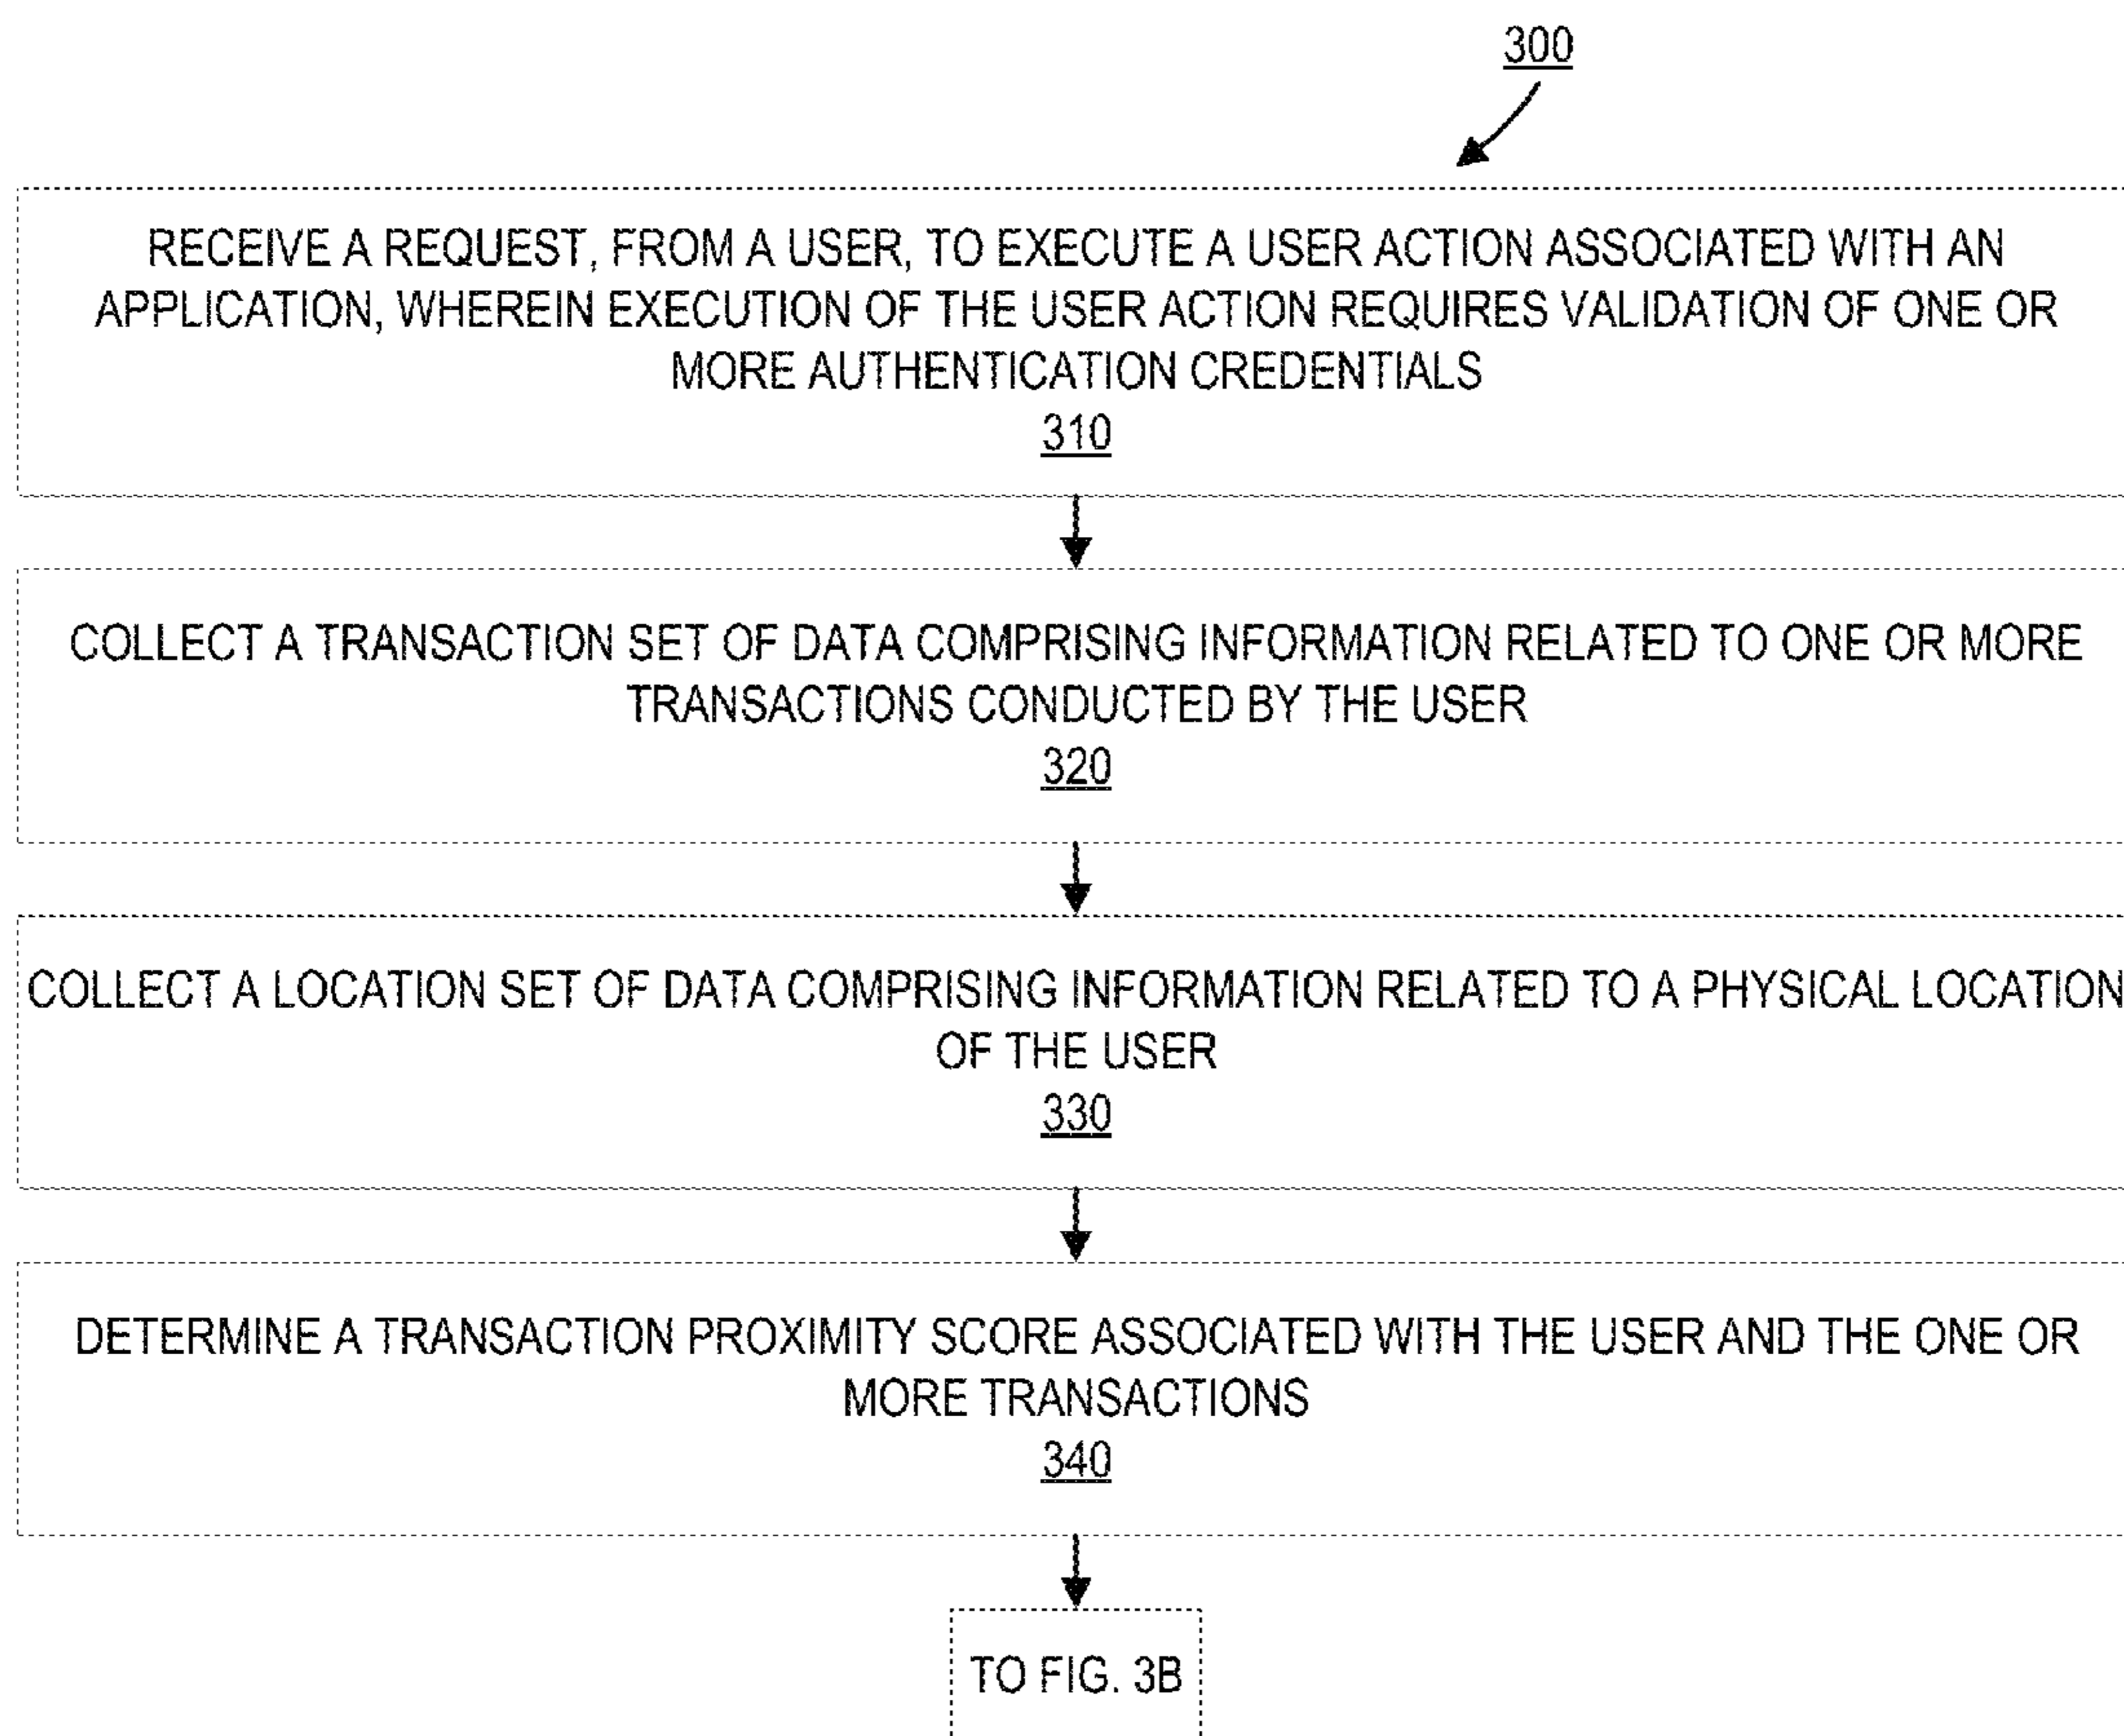 300
RECEIVE A REQUEST, FROM A USER, TO EXECUTE A USER ACTION ASSOCIATED WITH AN
APPLICATION, WHEREIN EXECUTION OF THE USER ACTION REQUIRES VALIDATION OF ONE OR
MORE AUTHENTICATION CREDENTIALS
310
COLLECT A TRANSACTION SET OF DATA COMPRISING INFORMATION RELATED TO ONE OR MORE
TRANSACTIONS CONDUCTED BY THE USER
320
COLLECT A LOCATION SET OF DATA COMPRISING INFORMATION RELATED TO A PHYSICAL LOCATION
OF THE USER
330
DETERMINE A TRANSACTION PROXIMITY SCORE ASSOCIATED WITH THE USER AND THE ONE OR
MORE TRANSACTIONS
340
TO FIG. 3B